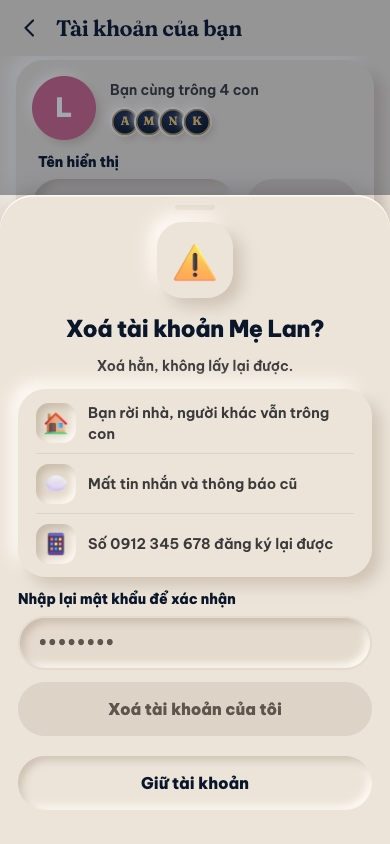 Tài khoản của bạn
L
Bạn cùng trông 4 con
A M N K
Tên hiển thị
Xoá tài khoản Mẹ Lan?
Xoá hẳn, không lấy lại được.
Bạn rời nhà, người khác vẫn trông
con
Mất tin nhắn và thông báo cũ
Số 0912 345 678 đăng ký lại được
Nhập lại mật khẩu để xác nhận
••••••••
Xoá tài khoản của tôi
Giữ tài khoản